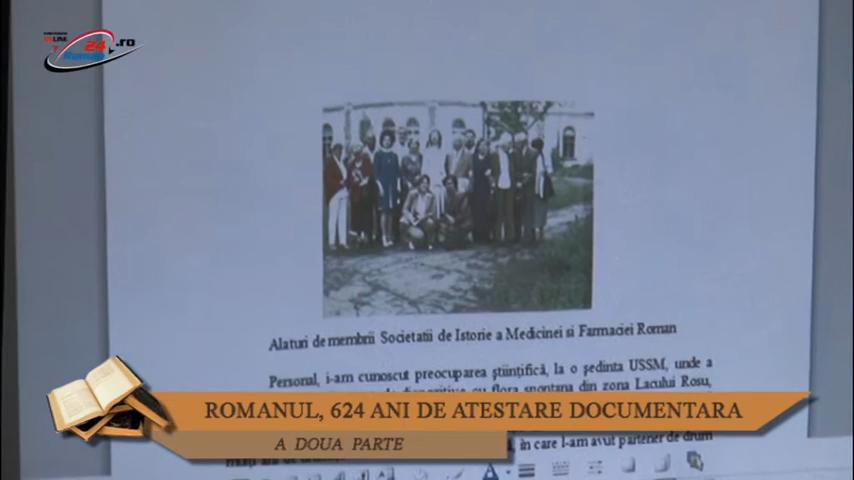 24.ro
Alaturi de membrii Societatii de Istorie a Medicinei si Farmaciei Roman
Personal, i-am cunoscut preocuparea ştiinţifică, la o şedinta USSM, unde a
cu flora spontana din zona Lacului Rosu,
ROMANUL, 624 ANI DE ATESTARE DOCUMENTARA
A DOUA PARTE
, in care l-am avut partener de drum